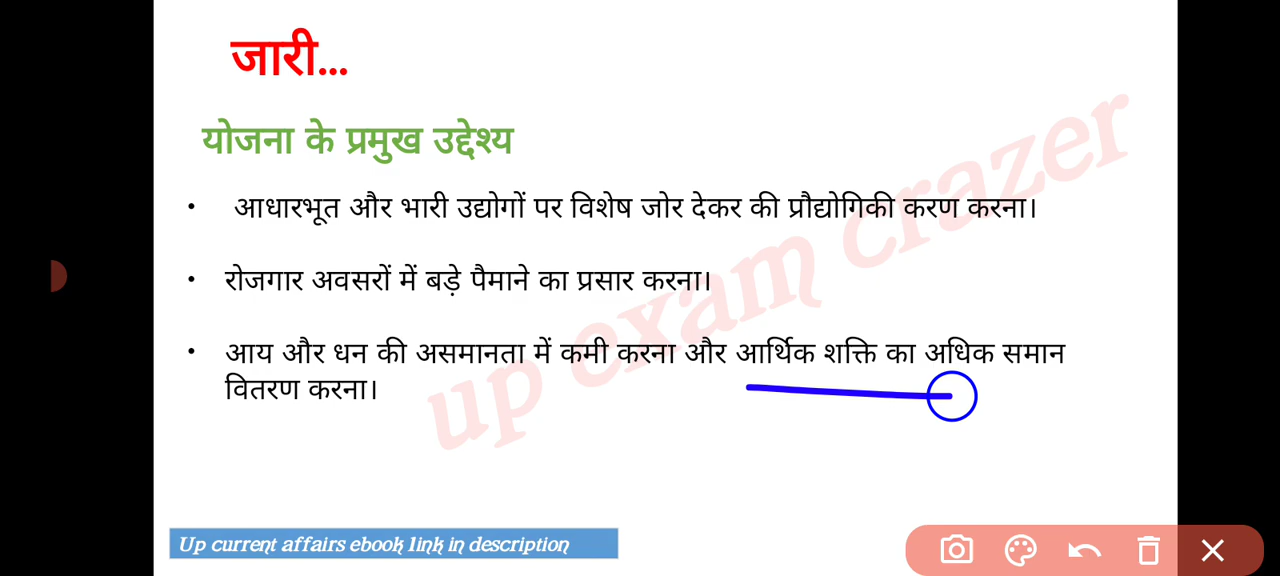 जारी...
योजना के प्रमुख उद्देश्य
• आधारभूत और भारी उद्योगों पर विशेष जोर देकर की प्रौद्योगिकी करण करना।
• रोजगार अवसरों में बड़े पैमाने का प्रसार करना।
• आय और धन की असमानता में कमी करना और आर्थिक शक्ति का अधिक समान
वितरण करना।
up exam crazer
Up current affairs ebook link in description